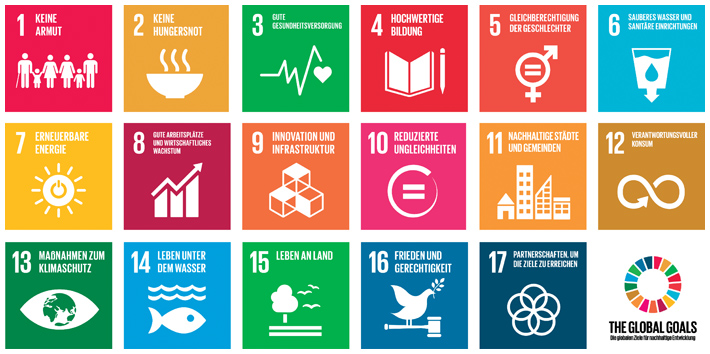 1 KEINE
ARMUT
2 KEINE
HUNGERSNOT
3 GUTE
GESUNDHEITSVERSORGUNG
4 HOCHWERTIGE
BILDUNG
5 GLEICHBERECHTIGUNG
DER GESCHLECHTER
6 SAUBERES WASSER UND
SANITÄRE EINRICHTUNGEN
7 ERNEUERBARE
ENERGIE
8 GUTE ARBEITSPLÄTZE
UND WIRTSCHAFTLICHES
WACHSTUM
9 INNOVATION UND
INFRASTRUKTUR
10 REDUZIERTE
UNGLEICHHEITEN
11 NACHHALTIGE STÄDTE
UND GEMEINDEN
12 VERANTWORTUNGSVOLLER
KONSUM
13 MAẞNAHMEN ZUM
KLIMASCHUTZ
14 LEBEN UNTER
DEM WASSER
15 LEBEN AN LAND
16 FRIEDEN UND
GERECHTIGKEIT
17 PARTNERSCHAFTEN, UM
DIE ZIELE ZU ERREICHEN
THE GLOBAL GOALS
Die globalen Ziele für nachhaltige Entwicklung